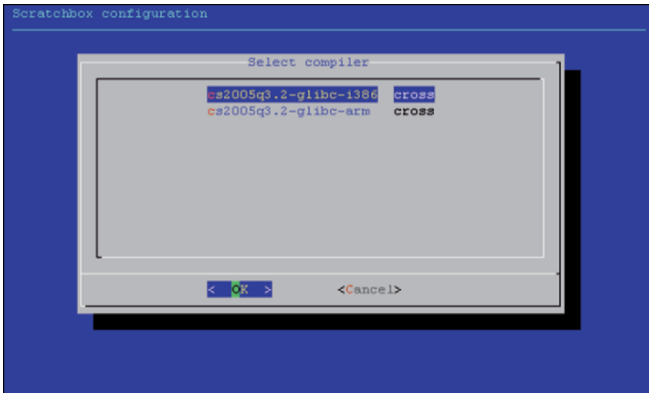 Scratchbox configuration
Select compiler
cs2005q3.2-glibc-i386 cross
cs2005q3.2-glibc-arm cross
< OK > <Cancel>